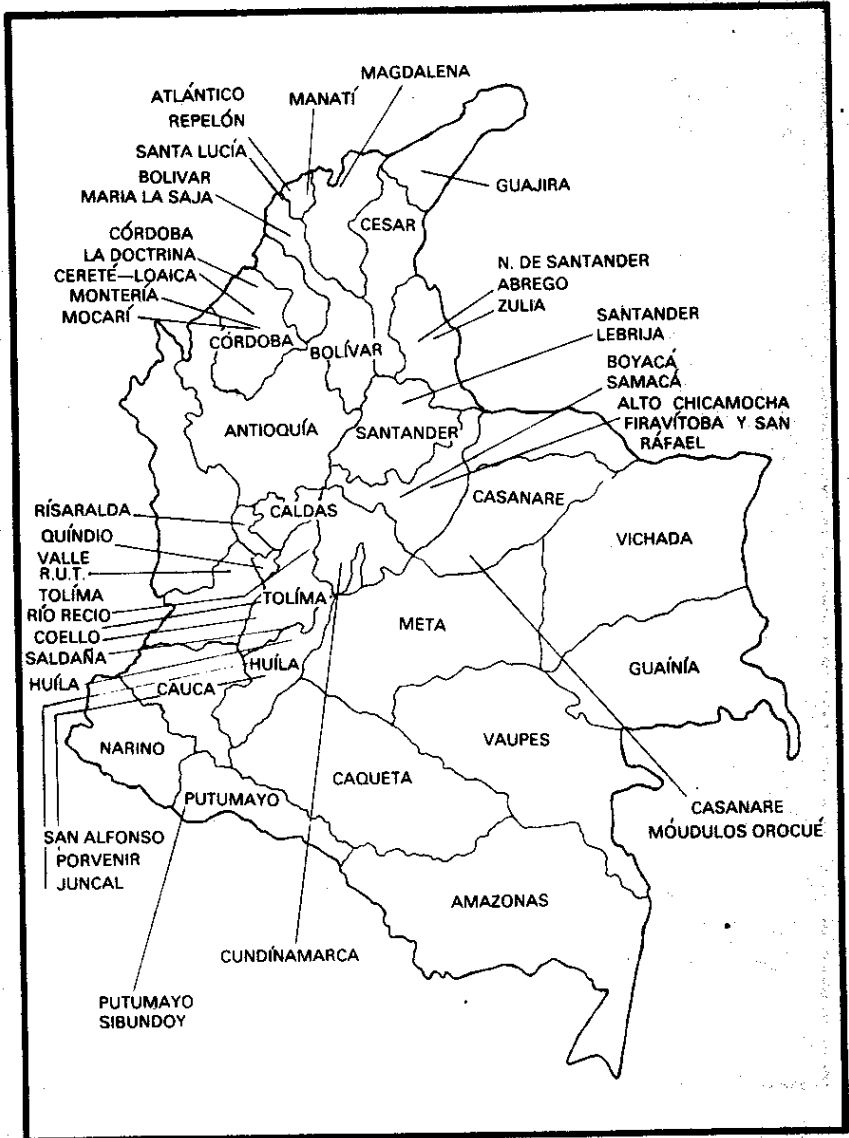 MAGDALENA
ATLÁNTICO
MANATÍ
REPELÓN
SANTA LUCÍA
BOLIVAR
MARIA LA SAJA
GUAJIRA
CESAR
CÓRDOBA
LA DOCTRINA
CERETÉ—LOAICA
MONTERÍA
MOCARÍ
N. DE SANTANDER
ABREGO
ZULIA
SANTANDER
LEBRIJA
CÓRDOBA
BOLÍVAR
BOYACÁ
SAMACÁ
ALTO CHICAMOCHA
FIRAVÍTOBA Y SAN
RÁFAEL
ANTIOQUÍA
SANTANDER
CASANARE
CALDAS
VICHADA
RÍSARALDA
QUÍNDIO
VALLE
R.U.T.
TOLÍMA
RÍO RECIO
COELLO
SALDAÑA
HUÍLA
TOLÍMA
META
HUÍLA
GUAÍNÍA
CAUCA
NARINO
VAUPES
CAQUETA
PUTUMAYO
CASANARE
MÓUDULOS OROCUÉ
SAN ALFONSO
PORVENIR
JUNCAL
AMAZONAS
CUNDÍNAMARCA
PUTUMAYO
SIBUNDOY